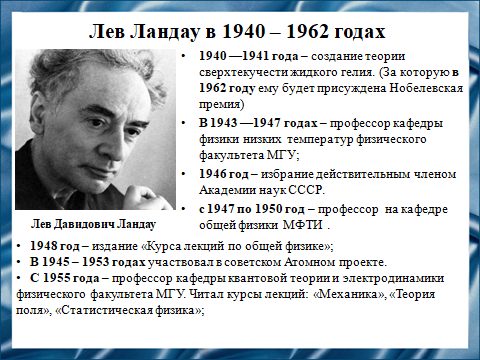 Лев Ландау в 1940 – 1962 годах
• 1940 —1941 года – создание теории
сверхтекучести жидкого гелия. (За которую в
1962 году ему будет присуждена Нобелевская
премия)
• В 1943 —1947 годах – профессор кафедры
физики низких температур физического
факультета МГУ;
• 1946 год – избрание действительным членом
Академии наук СССР.
• с 1947 по 1950 год – профессор на кафедре
общей физики МФТИ .
Лев Давидович Ландау
• 1948 год – издание «Курса лекций по общей физике»;
• В 1945 – 1953 годах участвовал в советском Атомном проекте.
• С 1955 года – профессор кафедры квантовой теории и электродинамики
физического факультета МГУ. Читал курсы лекций: «Механика», «Теория
поля», «Статистическая физика»;